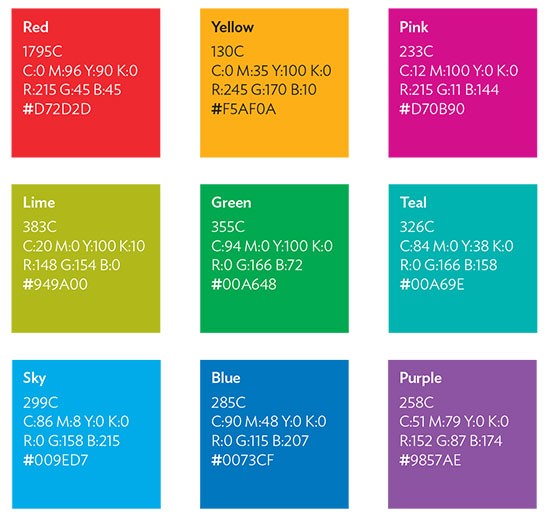 Red
1795C
C:0 M:96 Y:90 K:0
R:215 G:45 B:45
#D72D2D
Yellow
130C
C:0 M:35 Y:100 K:0
R:245 G:170 B:10
#F5AF0A
Pink
233C
C:12 M:100 Y:0 K:0
R:215 G:11 B:144
#D70B90
Lime
383C
C:20 M:0 Y:100 K:10
R:148 G:154 B:0
#949A00
Green
355C
C:94 M:0 Y:100 K:0
R:0 G:166 B:72
#00A648
Teal
326C
C:84 M:0 Y:38 K:0
R:0 G:166 B:158
#00A69E
Sky
299C
C:86 M:8 Y:0 K:0
R:0 G:158 B:215
#009ED7
Blue
285C
C:90 M:48 Y:0 K:0
R:0 G:115 B:207
#0073CF
Purple
258C
C:51 M:79 Y:0 K:0
R:152 G:87 B:174
#9857AE